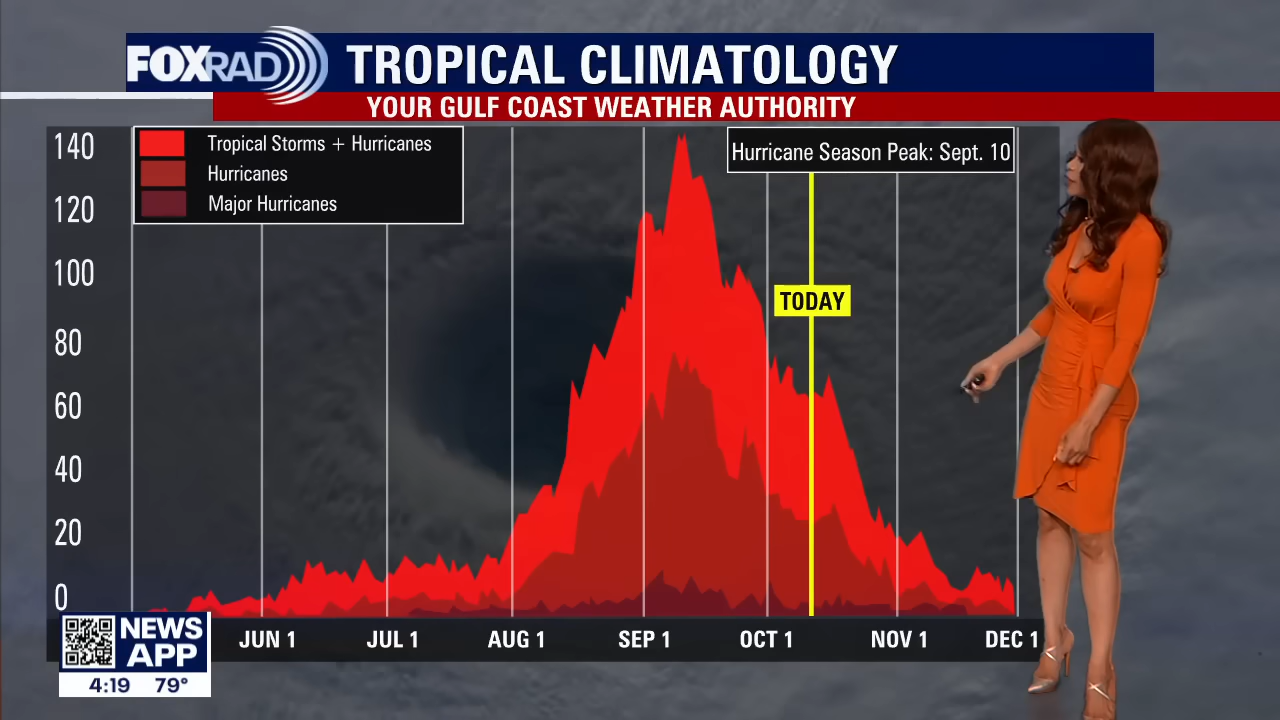 FOXRAD
TROPICAL CLIMATOLOGY
YOUR GULF COAST WEATHER AUTHORITY
140
120
100
80
60
40
20
0
Tropical Storms + Hurricanes
Hurricanes
Major Hurricanes
Hurricane Season Peak: Sept. 10
TODAY
JUN 1 JUL 1 AUG 1 SEP 1 OCT 1 NOV 1 DEC 1
NEWS
APP
4:19 79°